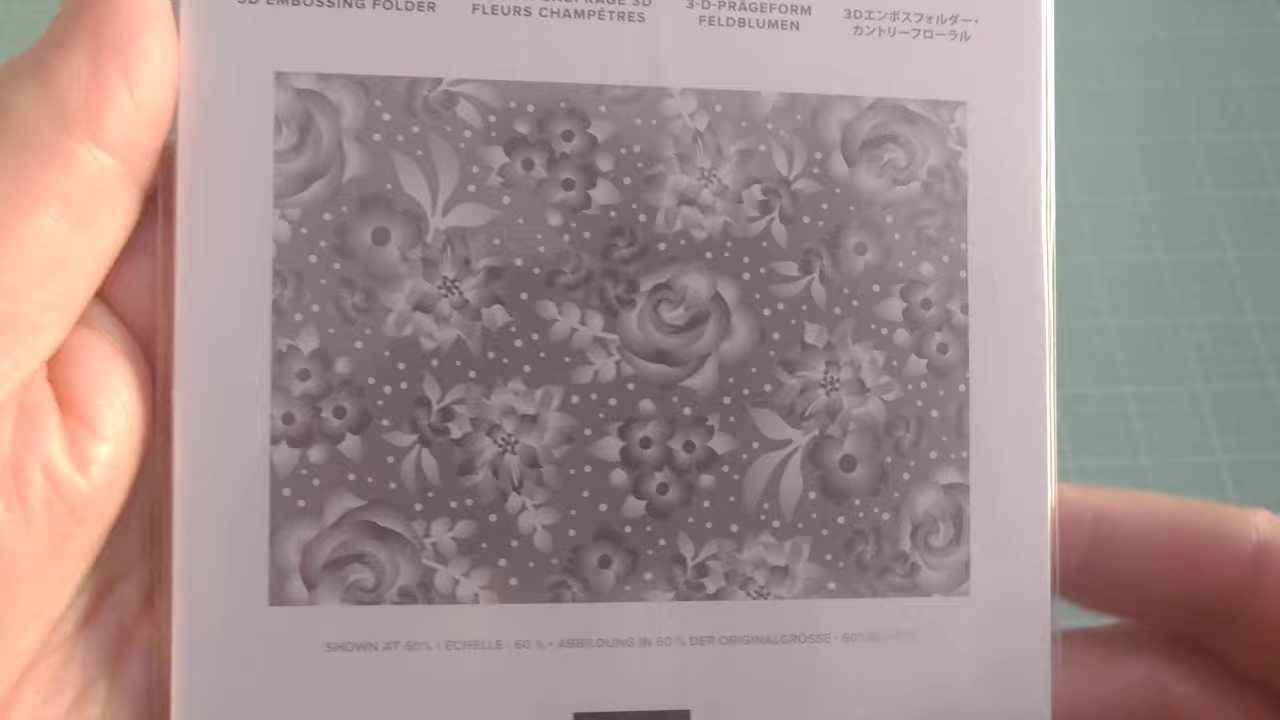 3D EMBOSSING FOLDER
FLEURS CHAMPÊTRES
3-D-PRÄGEFORM
FELDBLUMEN
3Dエンボスフォルダー・
カントリーフローラル
SHOWN AT 60% • ECHELLE : 60 % • ABBILDUNG IN 60 % DER ORIGINALGRÖSSE •